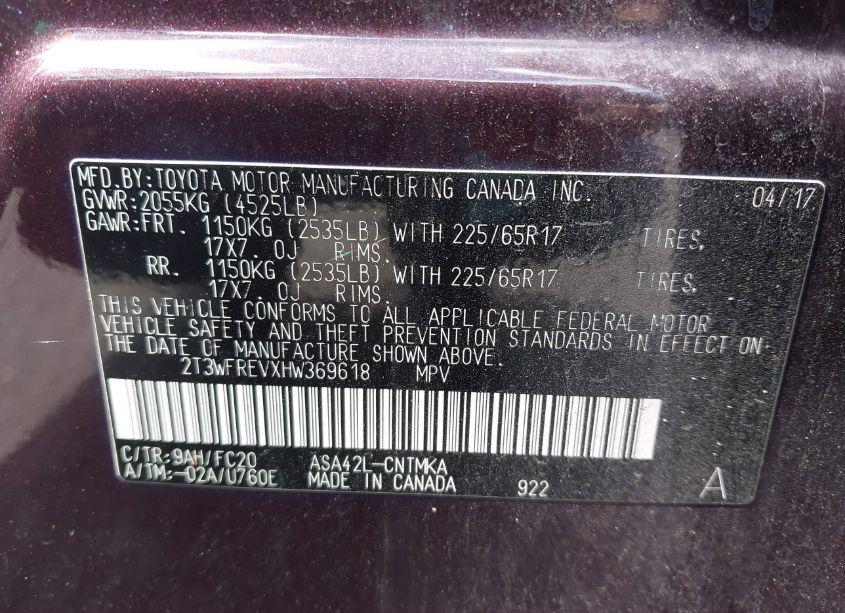 MFD.BY:TOYOTA MOTOR MANUFACTURING CANADA INC. 04/17
GVWR:2055KG (4525LB)
GAWR:FRT. 1150KG (2535LB) WITH 225/65R17 TIRES,
17X7. 0J RIMS.
RR. 1150KG (2535LB) WITH 225/65R17 TIRES,
17X7. 0J RIMS.
THIS VEHICLE CONFORMS TO ALL APPLICABLE FEDERAL MOTOR
VEHICLE SAFETY AND THEFT PREVENTION STANDARDS IN EFFECT ON
THE DATE OF MANUFACTURE SHOWN ABOVE.
2T3WFREVXHW369618 MPV
C/TR:9AH/FC20 ASA42L-CNTMKA
A/TM:-02A/U760E MADE IN CANADA 922 A